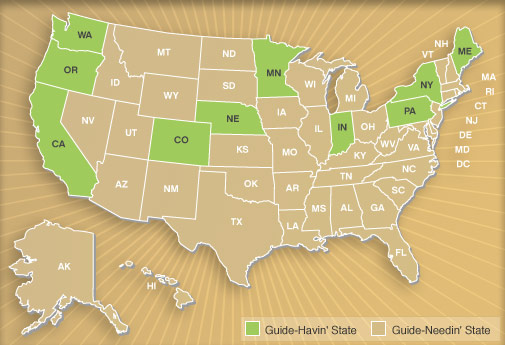 WA
MT
ND
MN
NH
VT
ME
OR
ID
SD
WI
MI
NY
MA
RI
CT
WY
NE
IA
PA
NJ
DE
MD
DC
NV
UT
CO
KS
IL
IN
OH
WV
VA
CA
MO
KY
NC
AZ
NM
OK
AR
TN
SC
TX
LA
MS
AL
GA
FL
AK
HI
Guide-Havin' State
Guide-Needin' State